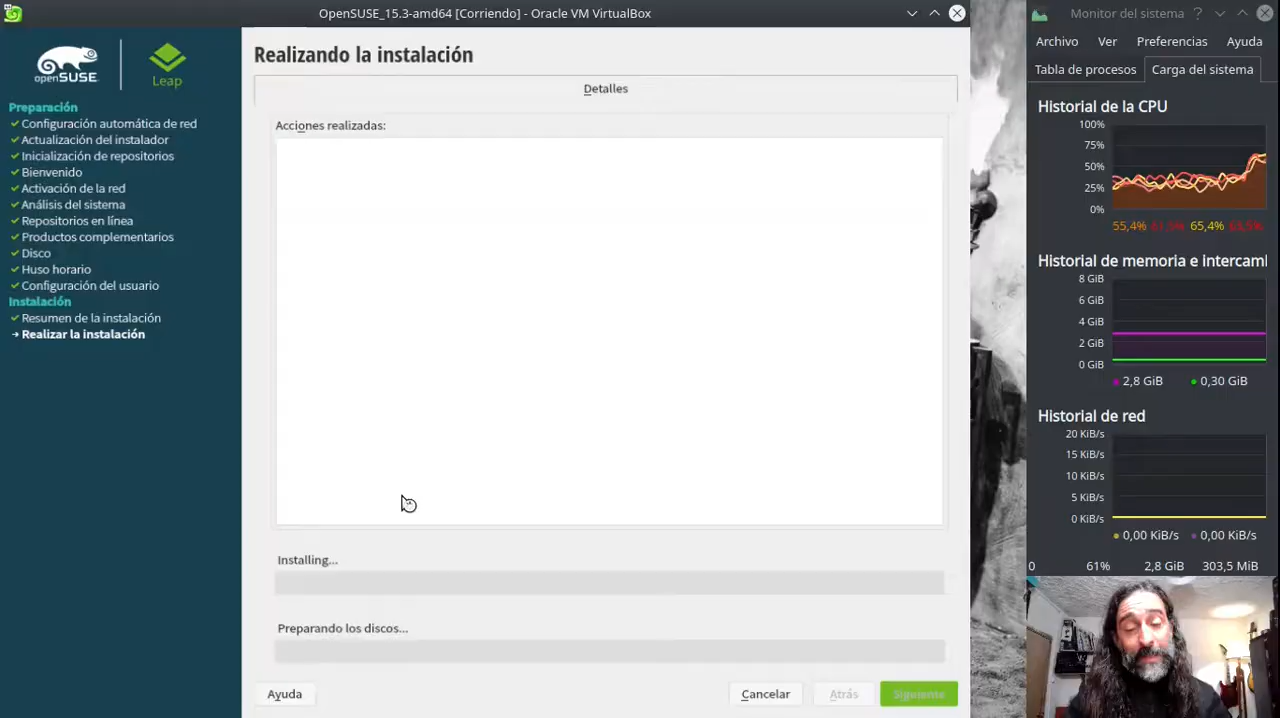 OpenSUSE_15.3-amd64 [Corriendo] - Oracle VM VirtualBox
openSUSE
Leap
Preparación
Configuración automática de red
Actualización del instalador
Inicialización de repositorios
Bienvenido
Activación de la red
Análisis del sistema
Repositorios en línea
Productos complementarios
Disco
Huso horario
Configuración del usuario
Instalación
Resumen de la instalación
Realizar la instalación
Realizando la instalación
Detalles
Acciones realizadas:
Installing...
Preparando los discos...
Ayuda
Cancelar
Atrás
Siguiente
Monitor del sistema
Archivo Ver Preferencias Ayuda
Tabla de procesos Carga del sistema
Historial de la CPU
100%
75%
50%
25%
0%
55,4% 65,4%
Historial de memoria e intercaml
8 GiB
6 GiB
4 GiB
2 GiB
0 GiB
2,8 GiB 0,30 GiB
Historial de red
20 KiB/s
15 KiB/s
10 KiB/s
5 KiB/s
0 KiB/s
0,00 KiB/s 0,00 KiB/s
0 61% 2,8 GiB 303,5 MiB